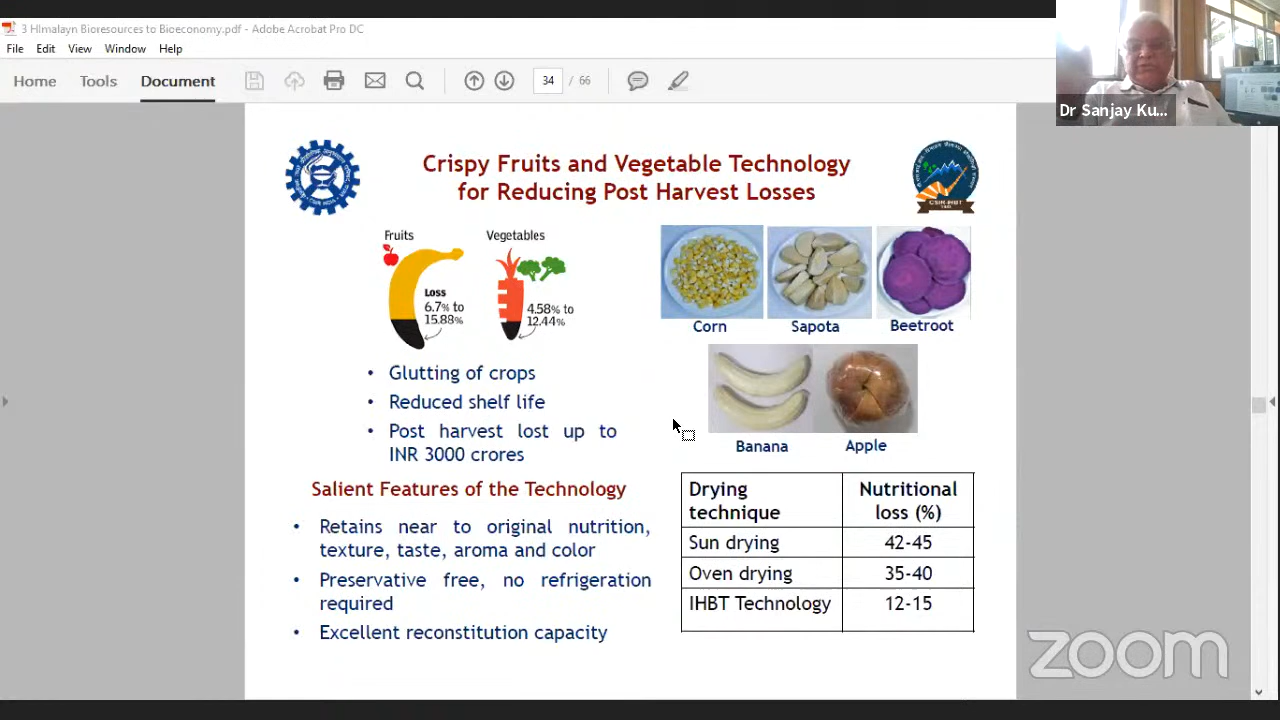 3 HImalayn Bioresources to Bioeconomy.pdf - Adobe Acrobat Pro DC
File Edit View Window Help
Home Tools Document 34 / 66
Dr Sanjay Ku...
Crispy Fruits and Vegetable Technology
for Reducing Post Harvest Losses
Fruits
Loss
6.7% to
15.88%
Vegetables
4.58% to
12.44%
Corn Sapota Beetroot
Banana Apple
• Glutting of crops
• Reduced shelf life
• Post harvest lost up to
INR 3000 crores
Salient Features of the Technology
• Retains near to original nutrition,
texture, taste, aroma and color
• Preservative free, no refrigeration
required
• Excellent reconstitution capacity
Drying technique Nutritional loss (%)
Sun drying 42-45
Oven drying 35-40
IHBT Technology 12-15
CSIR-IHBT
zoom